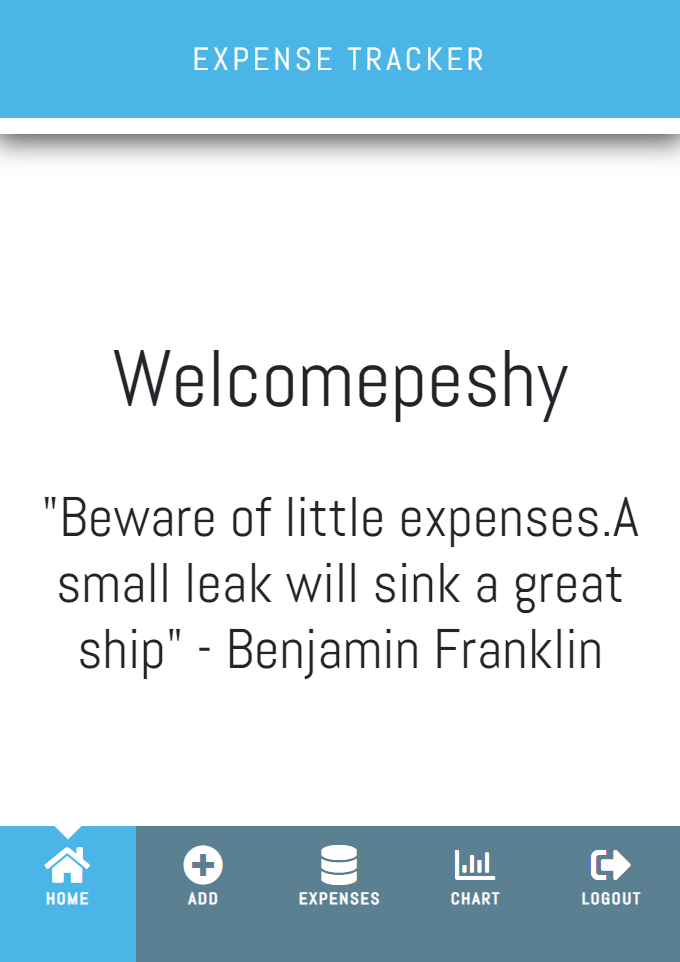 EXPENSE TRACKER
Welcomepeshy
"Beware of little expenses.A
small leak will sink a great
ship" - Benjamin Franklin
HOME
ADD
EXPENSES
CHART
LOGOUT